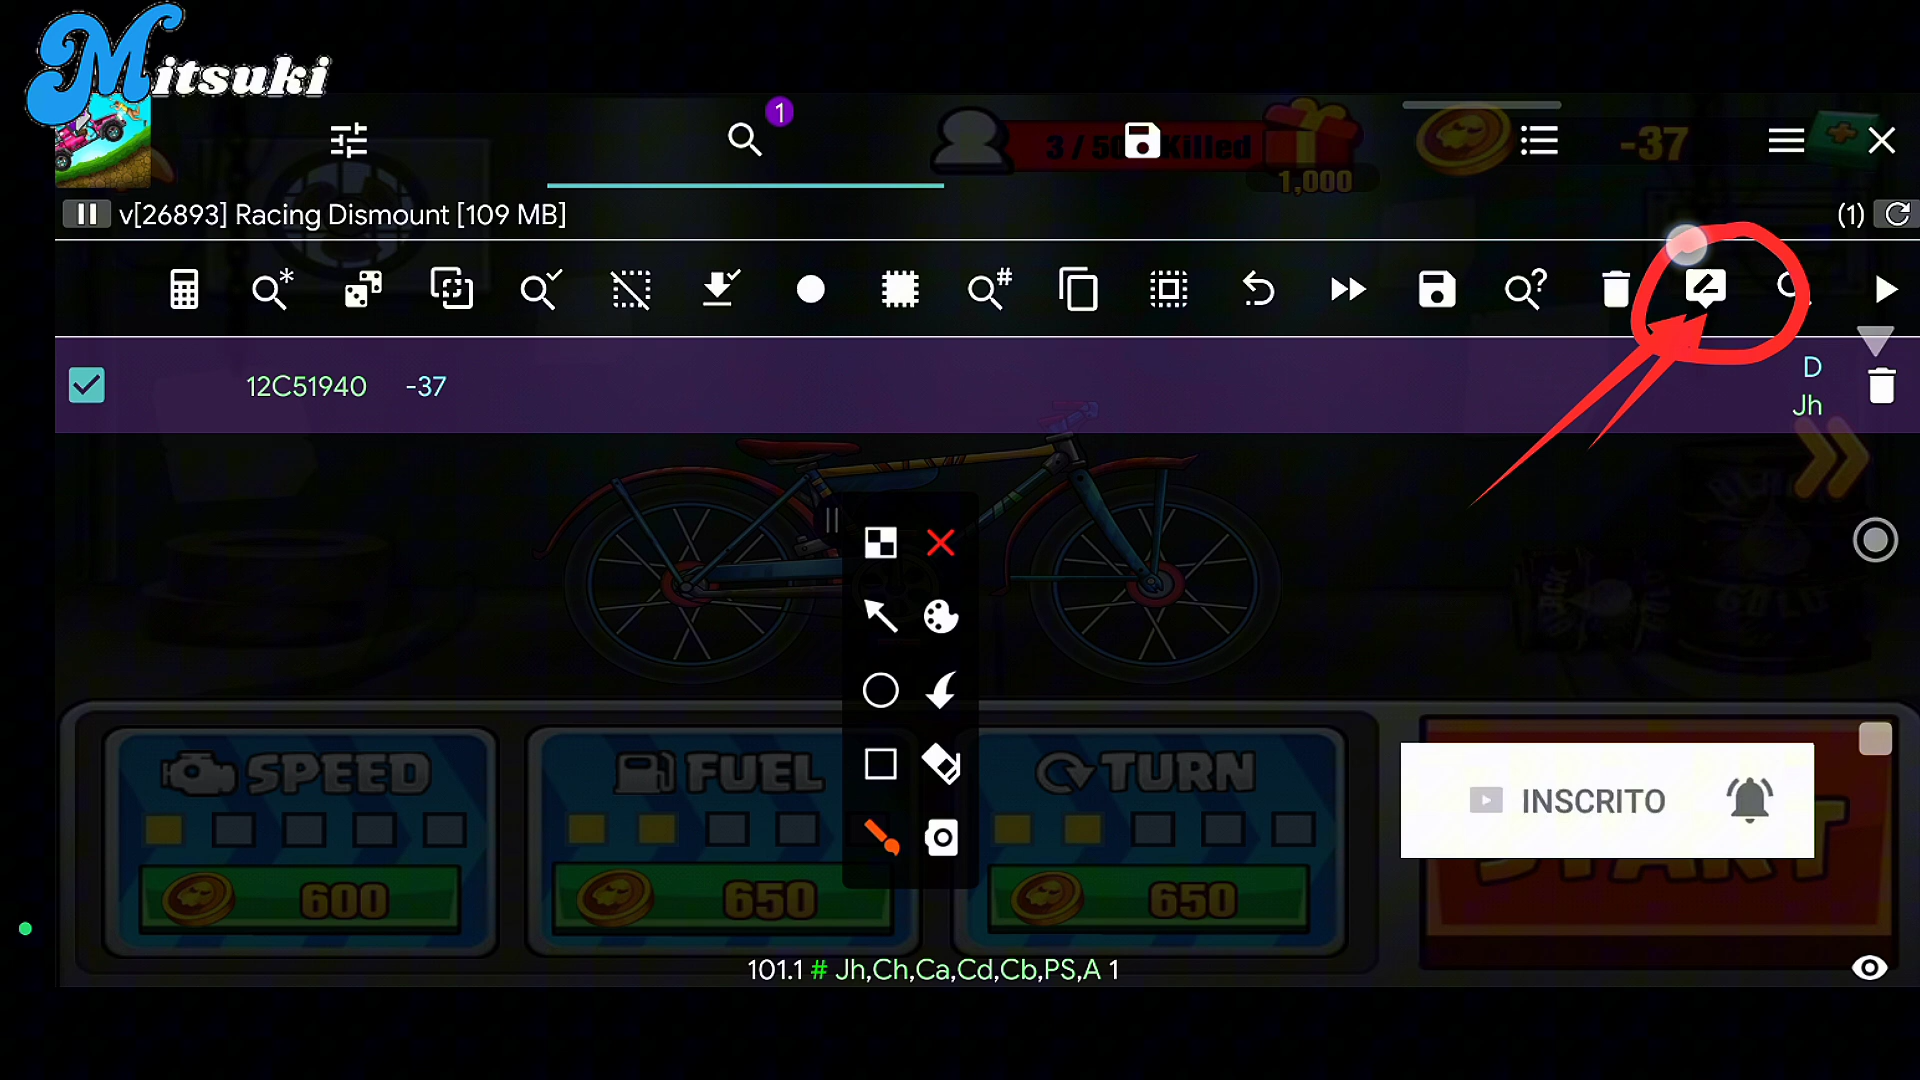 Mitsuki
1
3 / 50 Killed
1,000
-37
v[26893] Racing Dismount [109 MB]
(1)
12C51940 -37
D
Jh
SPEED
FUEL
TURN
600
650
650
INSCRITO
START
101.1 # Jh,Ch,Ca,Cd,Cb,PS,A 1